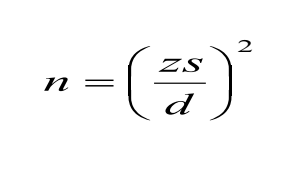 n = (zs/d)²